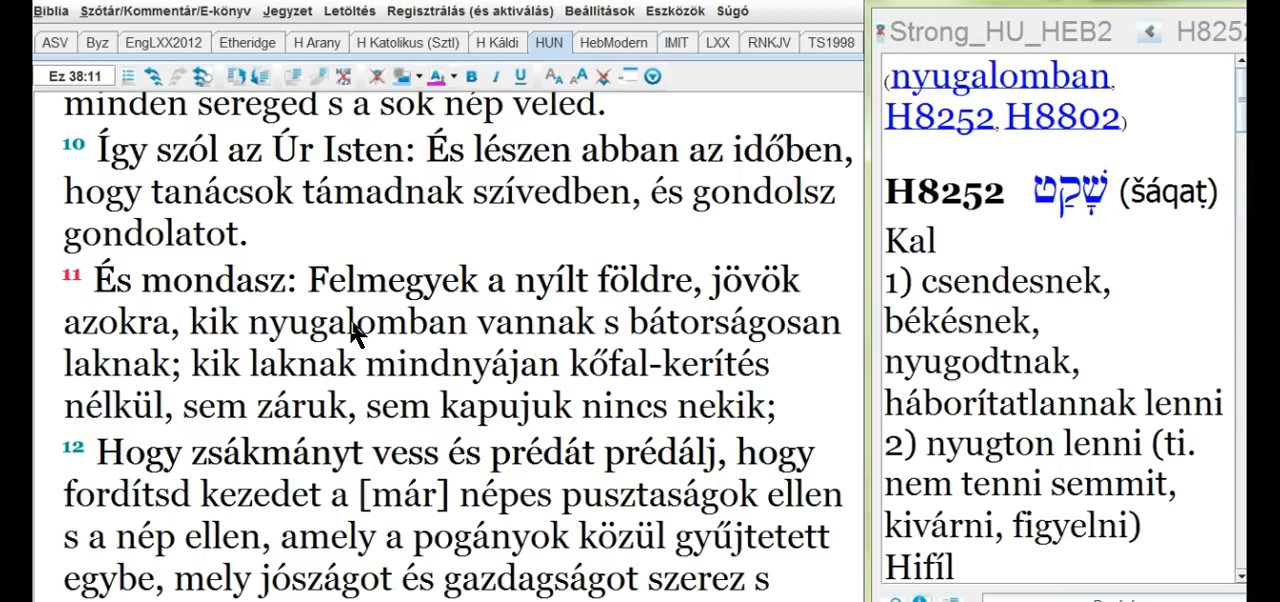 Biblia Szótár/Kommentár/E-könyv Jegyzet Letöltés Regisztrálás (és aktiválás) Beállítások Eszközök Súgó
ASV Byz EngLXX2012 Etheridge H Arany H Katolikus (SztI) H Káldi HUN HebModern IMIT LXX RNKJV TS1998
Ez 38:11
minden sereged s a sok nép veled.
10 Így szól az Úr Isten: És lészen abban az időben,
hogy tanácsok támadnak szívedben, és gondolsz
gondolatot.
11 És mondasz: Felmegyek a nyílt földre, jövök
azokra, kik nyugalomban vannak s bátorságosan
laknak; kik laknak mindnyájan kőfal-kerítés
nélkül, sem záruk, sem kapujuk nincs nekik;
12 Hogy zsákmányt vess és prédát prédálj, hogy
fordítsd kezedet a [már] népes pusztaságok ellen
s a nép ellen, amely a pogányok közül gyűjtetett
egybe, mely jószágot és gazdagságot szerez s
Strong_HU_HEB2 H8252
(nyugalomban,
H8252, H8802)
H8252 שָׁקַט (šáqaṭ)
Kal
1) csendesnek,
békésnek,
nyugodtnak,
háborítatlannak lenni
2) nyugton lenni (ti.
nem tenni semmit,
kivárni, figyelni)
Hifíl